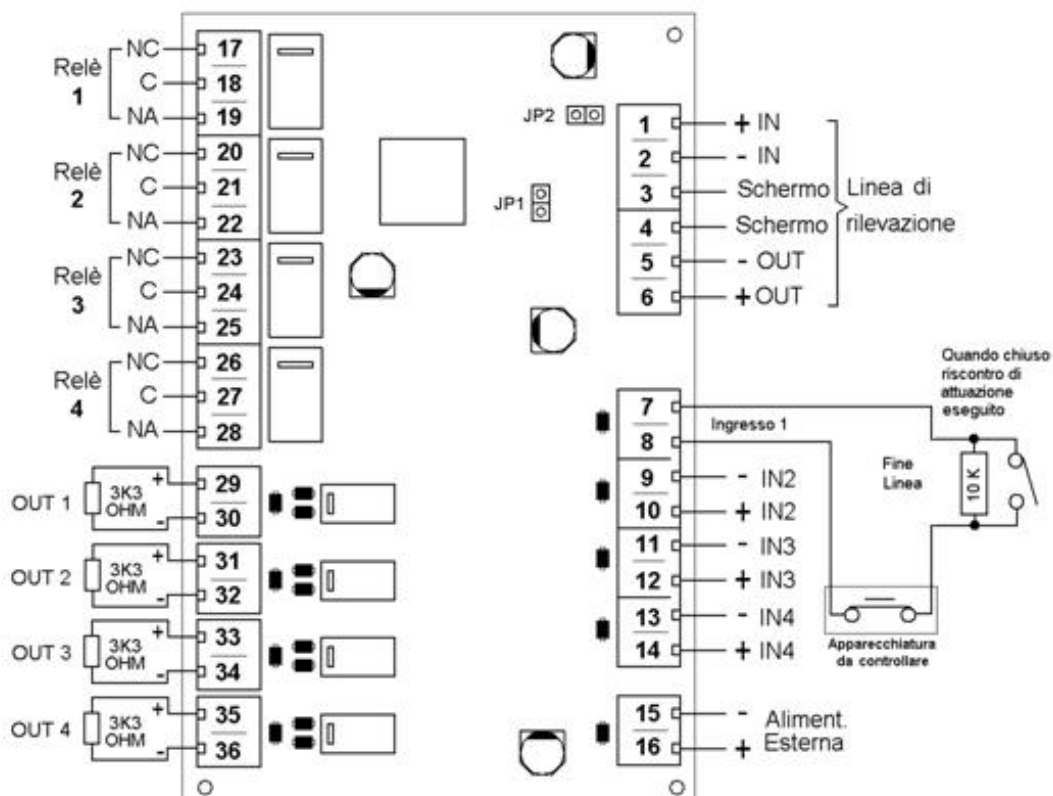 Relè
1
NC
C
NA
17
18
19
Relè
2
NC
C
NA
20
21
22
Relè
3
NC
C
NA
23
24
25
Relè
4
NC
C
NA
26
27
28
OUT 1
3K3
OHM
+
-
29
30
OUT 2
3K3
OHM
+
-
31
32
OUT 3
3K3
OHM
+
-
33
34
OUT 4
3K3
OHM
+
-
35
36
JP2
JP1
1 + IN
2 - IN
3 Schermo
4 Schermo
5 - OUT
6 + OUT
Linea di
rilevazione
7
8
Ingresso 1
9 - IN2
10 + IN2
11 - IN3
12 + IN3
13 - IN4
14 + IN4
15 -
16 +
Aliment.
Esterna
Quando chiuso
riscontro di
attuazione
eseguito
Fine
Linea
10 K
Apparecchiatura
da controllare